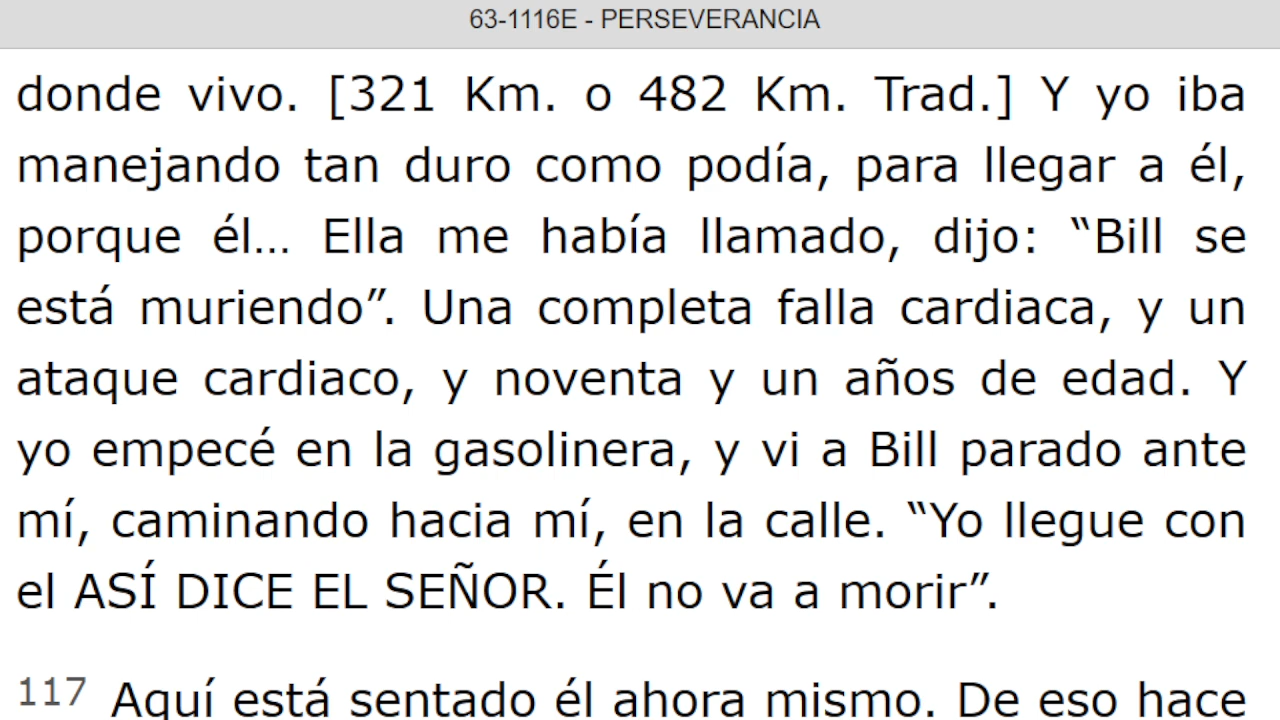 63-1116E - PERSEVERANCIA
donde vivo. [321 Km. o 482 Km. Trad.] Y yo iba
manejando tan duro como podía, para llegar a él,
porque él... Ella me había llamado, dijo: “Bill se
está muriendo”. Una completa falla cardiaca, y un
ataque cardiaco, y noventa y un años de edad. Y
yo empecé en la gasolinera, y vi a Bill parado ante
mí, caminando hacia mí, en la calle. “Yo llegue con
el ASÍ DICE EL SEÑOR. Él no va a morir”.
117 Aquí está sentado él ahora mismo. De eso hace